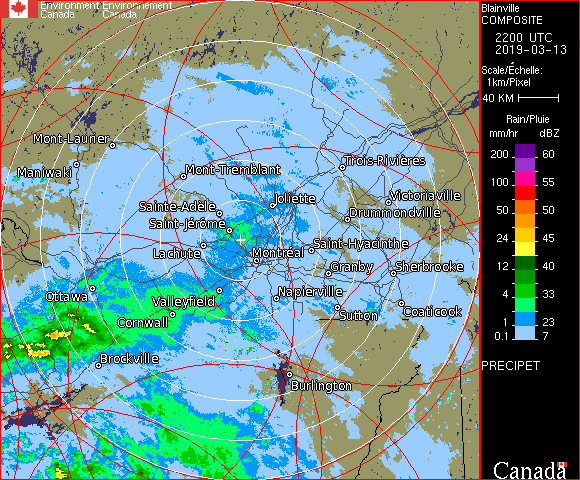 Environment Environnement
Canada Canada
Blainville
COMPOSITE
2200 UTC
2019-03-13
Scale/Échelle:
1km/Pixel
40 KM
Rain/Pluie
mm/hr dBZ
200 60
150 57
100 55
50 50
24 45
12 40
4 33
1 23
0.1 7
PRECIPET
Canada
Mont-Laurier
Maniwaki
Mont-Tremblant
Trois-Rivières
Joliette
Victoriaville
Sainte-Adèle
Drummondville
Saint-Jérôme
Lachute
Montréal
Saint-Hyacinthe
Granby
Sherbrooke
Ottawa
Valleyfield
Napierville
Cornwall
Sutton
Coaticook
Brockville
Burlington